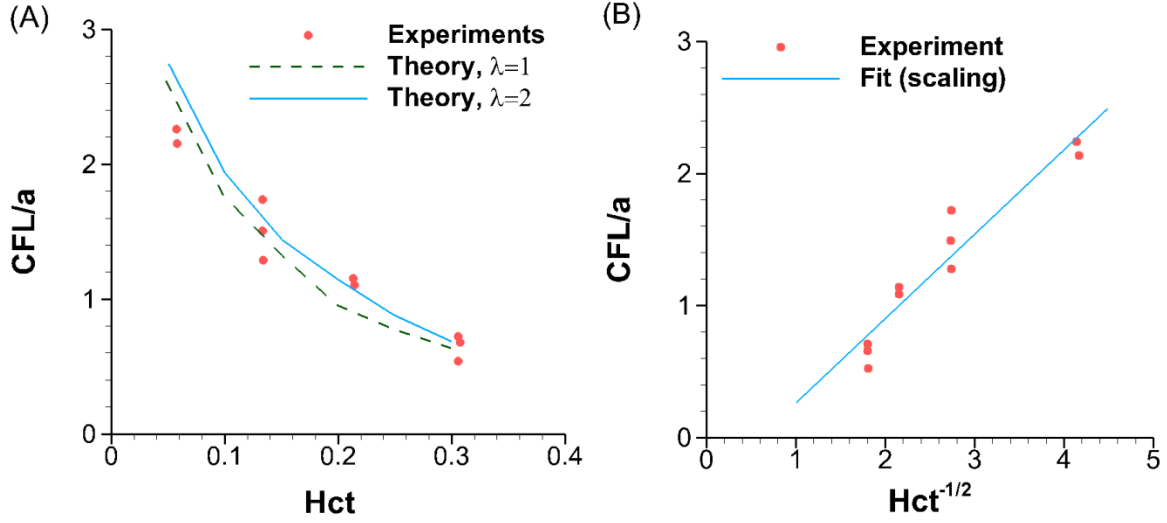 (A)
3
2
1
0
CFL/a
Experiments
Theory, λ=1
Theory, λ=2
0 0.1 0.2 0.3 0.4
Hct
(B)
3
2
1
0
CFL/a
Experiment
Fit (scaling)
0 1 2 3 4 5
Hct⁻¹/²